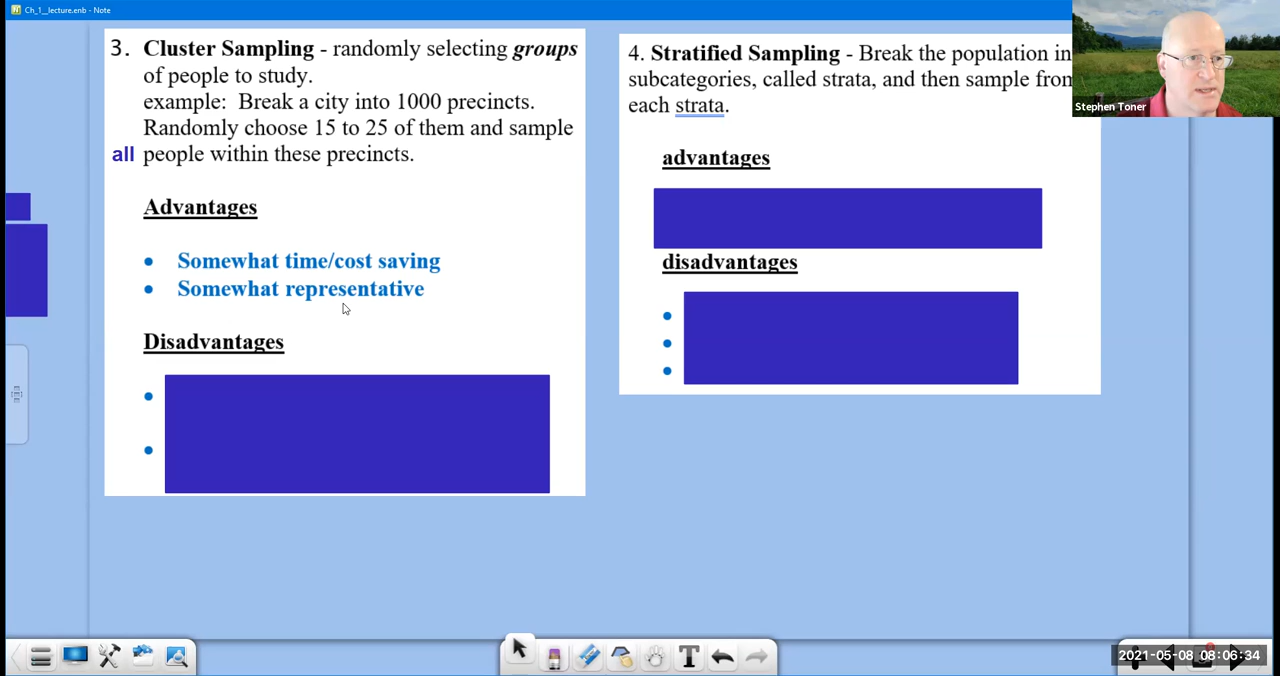 Ch_1__lecture.enb - Note
3. Cluster Sampling - randomly selecting groups
of people to study.
example: Break a city into 1000 precincts.
Randomly choose 15 to 25 of them and sample
all people within these precincts.
Advantages
• Somewhat time/cost saving
• Somewhat representative
Disadvantages
4. Stratified Sampling - Break the population in
subcategories, called strata, and then sample from
each strata.
advantages
disadvantages
Stephen Toner
2021-05-08 08:06:34